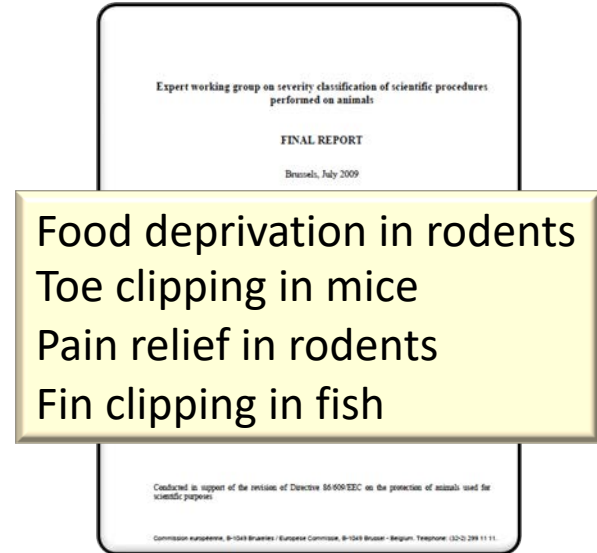 Expert working group on severity classification of scientific procedures
performed on animals
FINAL REPORT
Brussels, July 2009
Food deprivation in rodents
Toe clipping in mice
Pain relief in rodents
Fin clipping in fish
Conducted in support of the revision of Directive 86/609/EEC on the protection of animals used for
scientific purposes
Commission européenne, B-1049 Bruxelles / Europese Commissie, B-1049 Brussel - Belgium. Telephone: (32-2) 299 11 11.